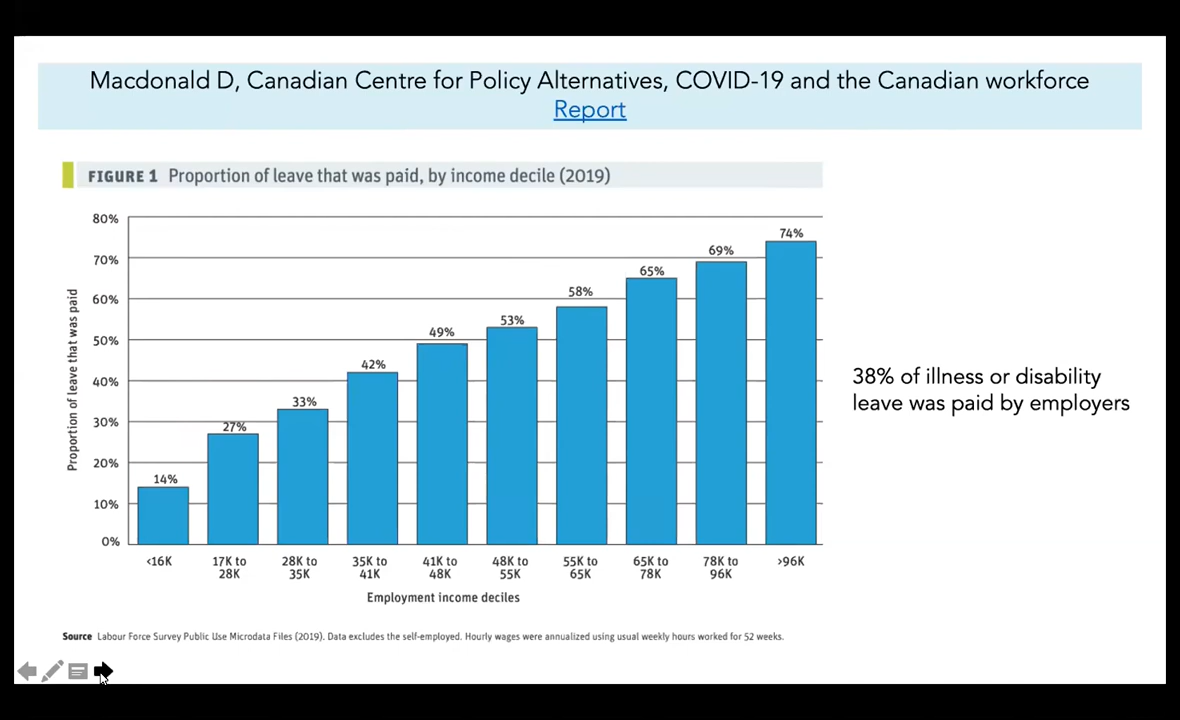 Macdonald D, Canadian Centre for Policy Alternatives, COVID-19 and the Canadian workforce
Report
FIGURE 1 Proportion of leave that was paid, by income decile (2019)
Proportion of leave that was paid
80%
70%
60%
50%
40%
30%
20%
10%
0%
14%
27%
33%
42%
49%
53%
58%
65%
69%
74%
<16K
17K to
28K
28K to
35K
35K to
41K
41K to
48K
48K to
55K
55K to
65K
65K to
78K
78K to
96K
>96K
Employment income deciles
38% of illness or disability
leave was paid by employers
Source Labour Force Survey Public Use Microdata Files (2019). Data excludes the self-employed. Hourly wages were annualized using usual weekly hours worked for 52 weeks.